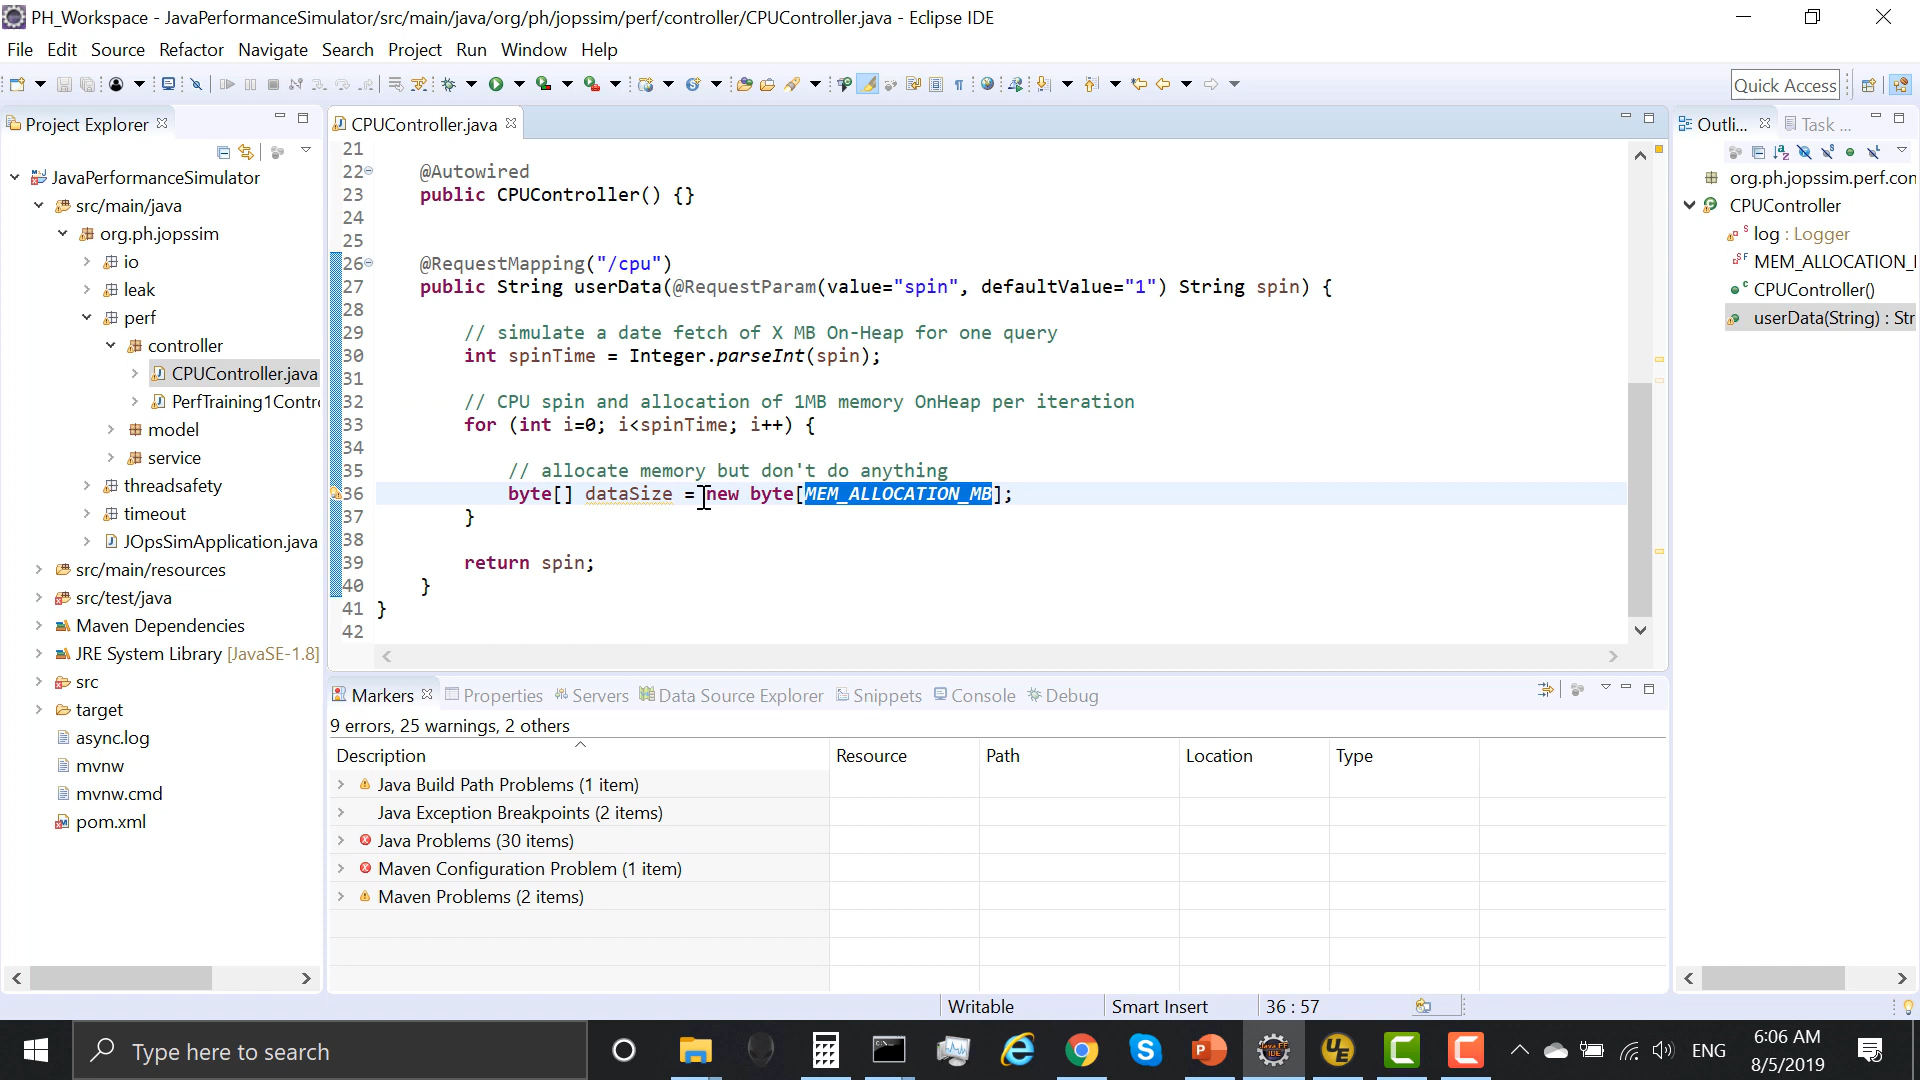 PH_Workspace - JavaPerformanceSimulator/src/main/java/org/ph/jopssim/perf/controller/CPUController.java - Eclipse IDE
File Edit Source Refactor Navigate Search Project Run Window Help
Quick Access
Project Explorer
JavaPerformanceSimulator
src/main/java
org.ph.jopssim
io
leak
perf
controller
CPUController.java
PerfTraining1Contro
model
service
threadsafety
timeout
JOpsSimApplication.java
src/main/resources
src/test/java
Maven Dependencies
JRE System Library [JavaSE-1.8]
src
target
async.log
mvnw
mvnw.cmd
pom.xml
CPUController.java
21
22 @Autowired
23 public CPUController() {}
24
25
26 @RequestMapping("/cpu")
27 public String userData(@RequestParam(value="spin", defaultValue="1") String spin) {
28
29 // simulate a date fetch of X MB On-Heap for one query
30 int spinTime = Integer.parseInt(spin);
31
32 // CPU spin and allocation of 1MB memory OnHeap per iteration
33 for (int i=0; i<spinTime; i++) {
34
35 // allocate memory but don't do anything
36 byte[] dataSize = new byte[MEM_ALLOCATION_MB];
37 }
38
39 return spin;
40 }
41 }
42
Outli... Task ...
org.ph.jopssim.perf.con
CPUController
log : Logger
MEM_ALLOCATION_
CPUController()
userData(String) : Str
Markers Properties Servers Data Source Explorer Snippets Console Debug
9 errors, 25 warnings, 2 others
Description Resource Path Location Type
Java Build Path Problems (1 item)
Java Exception Breakpoints (2 items)
Java Problems (30 items)
Maven Configuration Problem (1 item)
Maven Problems (2 items)
Writable Smart Insert 36 : 57
Type here to search
ENG
6:06 AM
8/5/2019